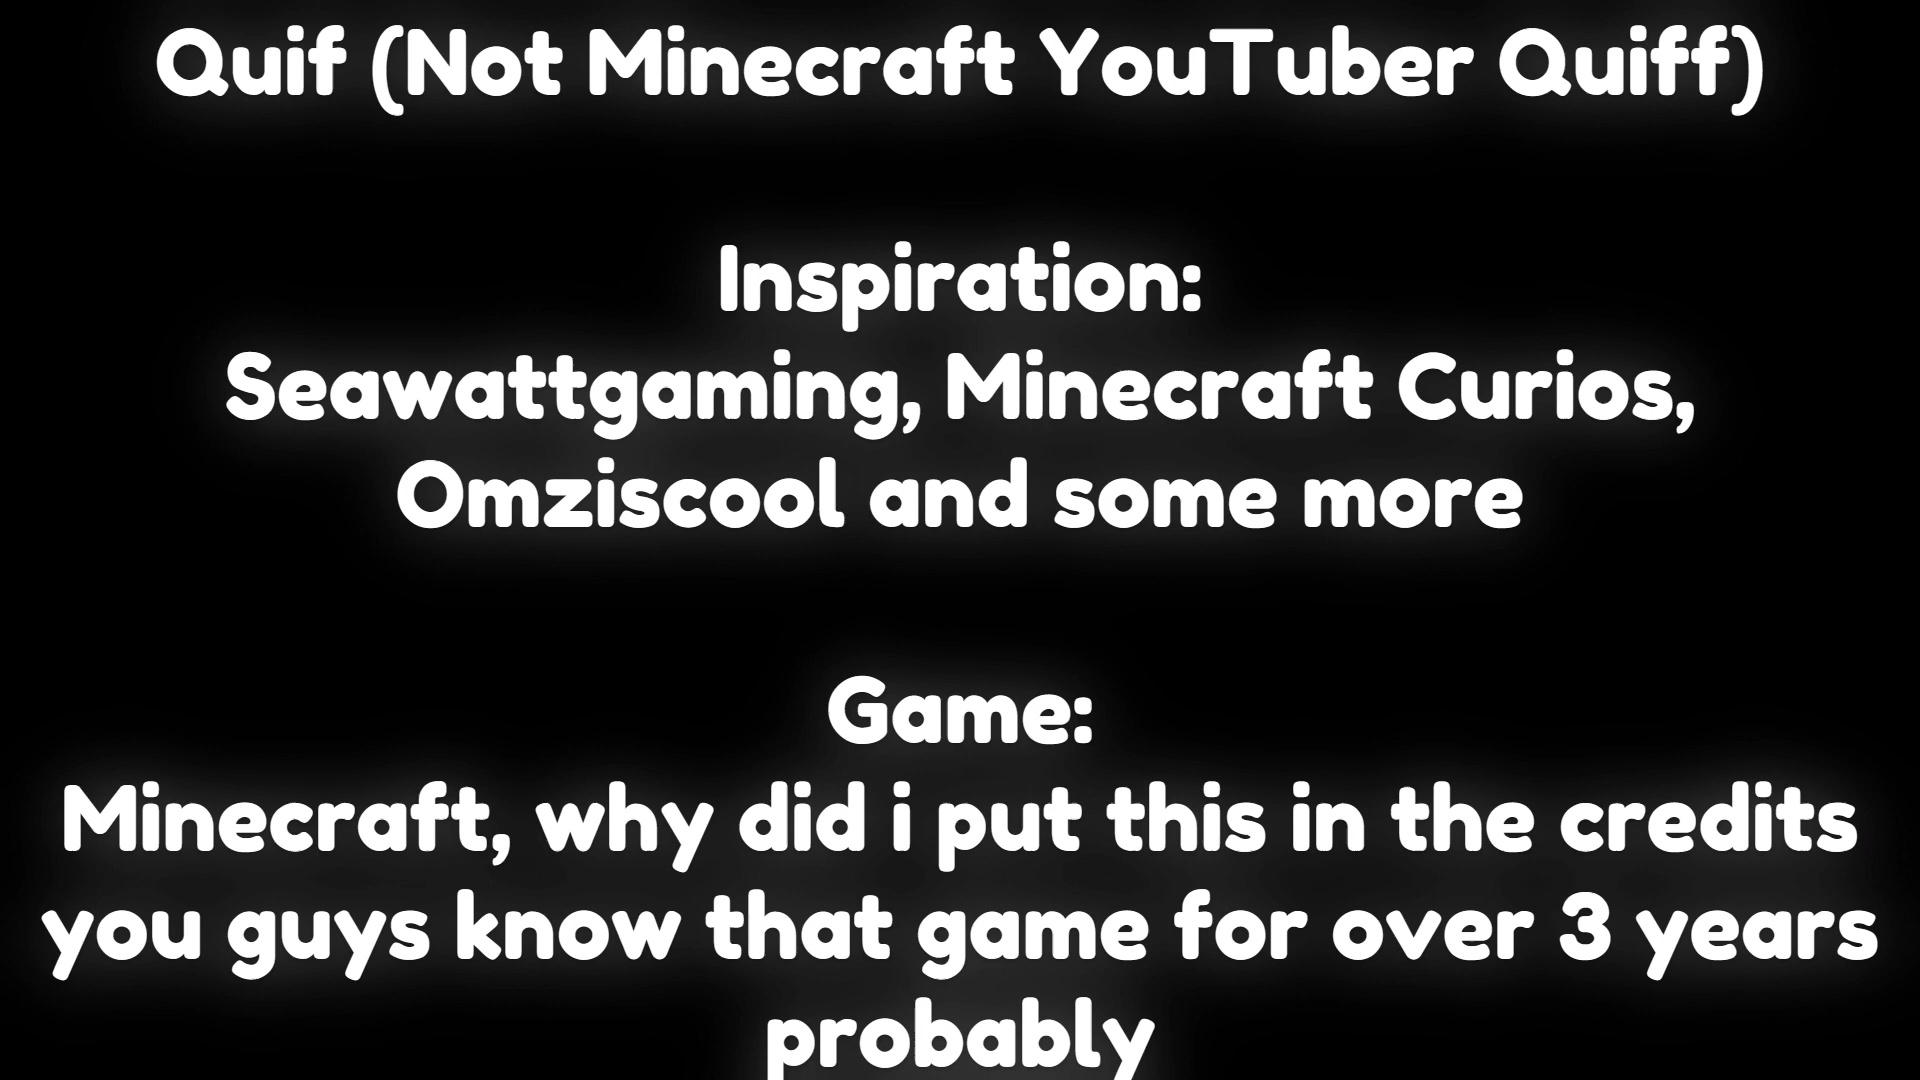 Quif (Not Minecraft YouTuber Quiff)
Inspiration:
Seawattgaming, Minecraft Curios,
Omziscool and some more
Game:
Minecraft, why did i put this in the credits
you guys know that game for over 3 years
probably